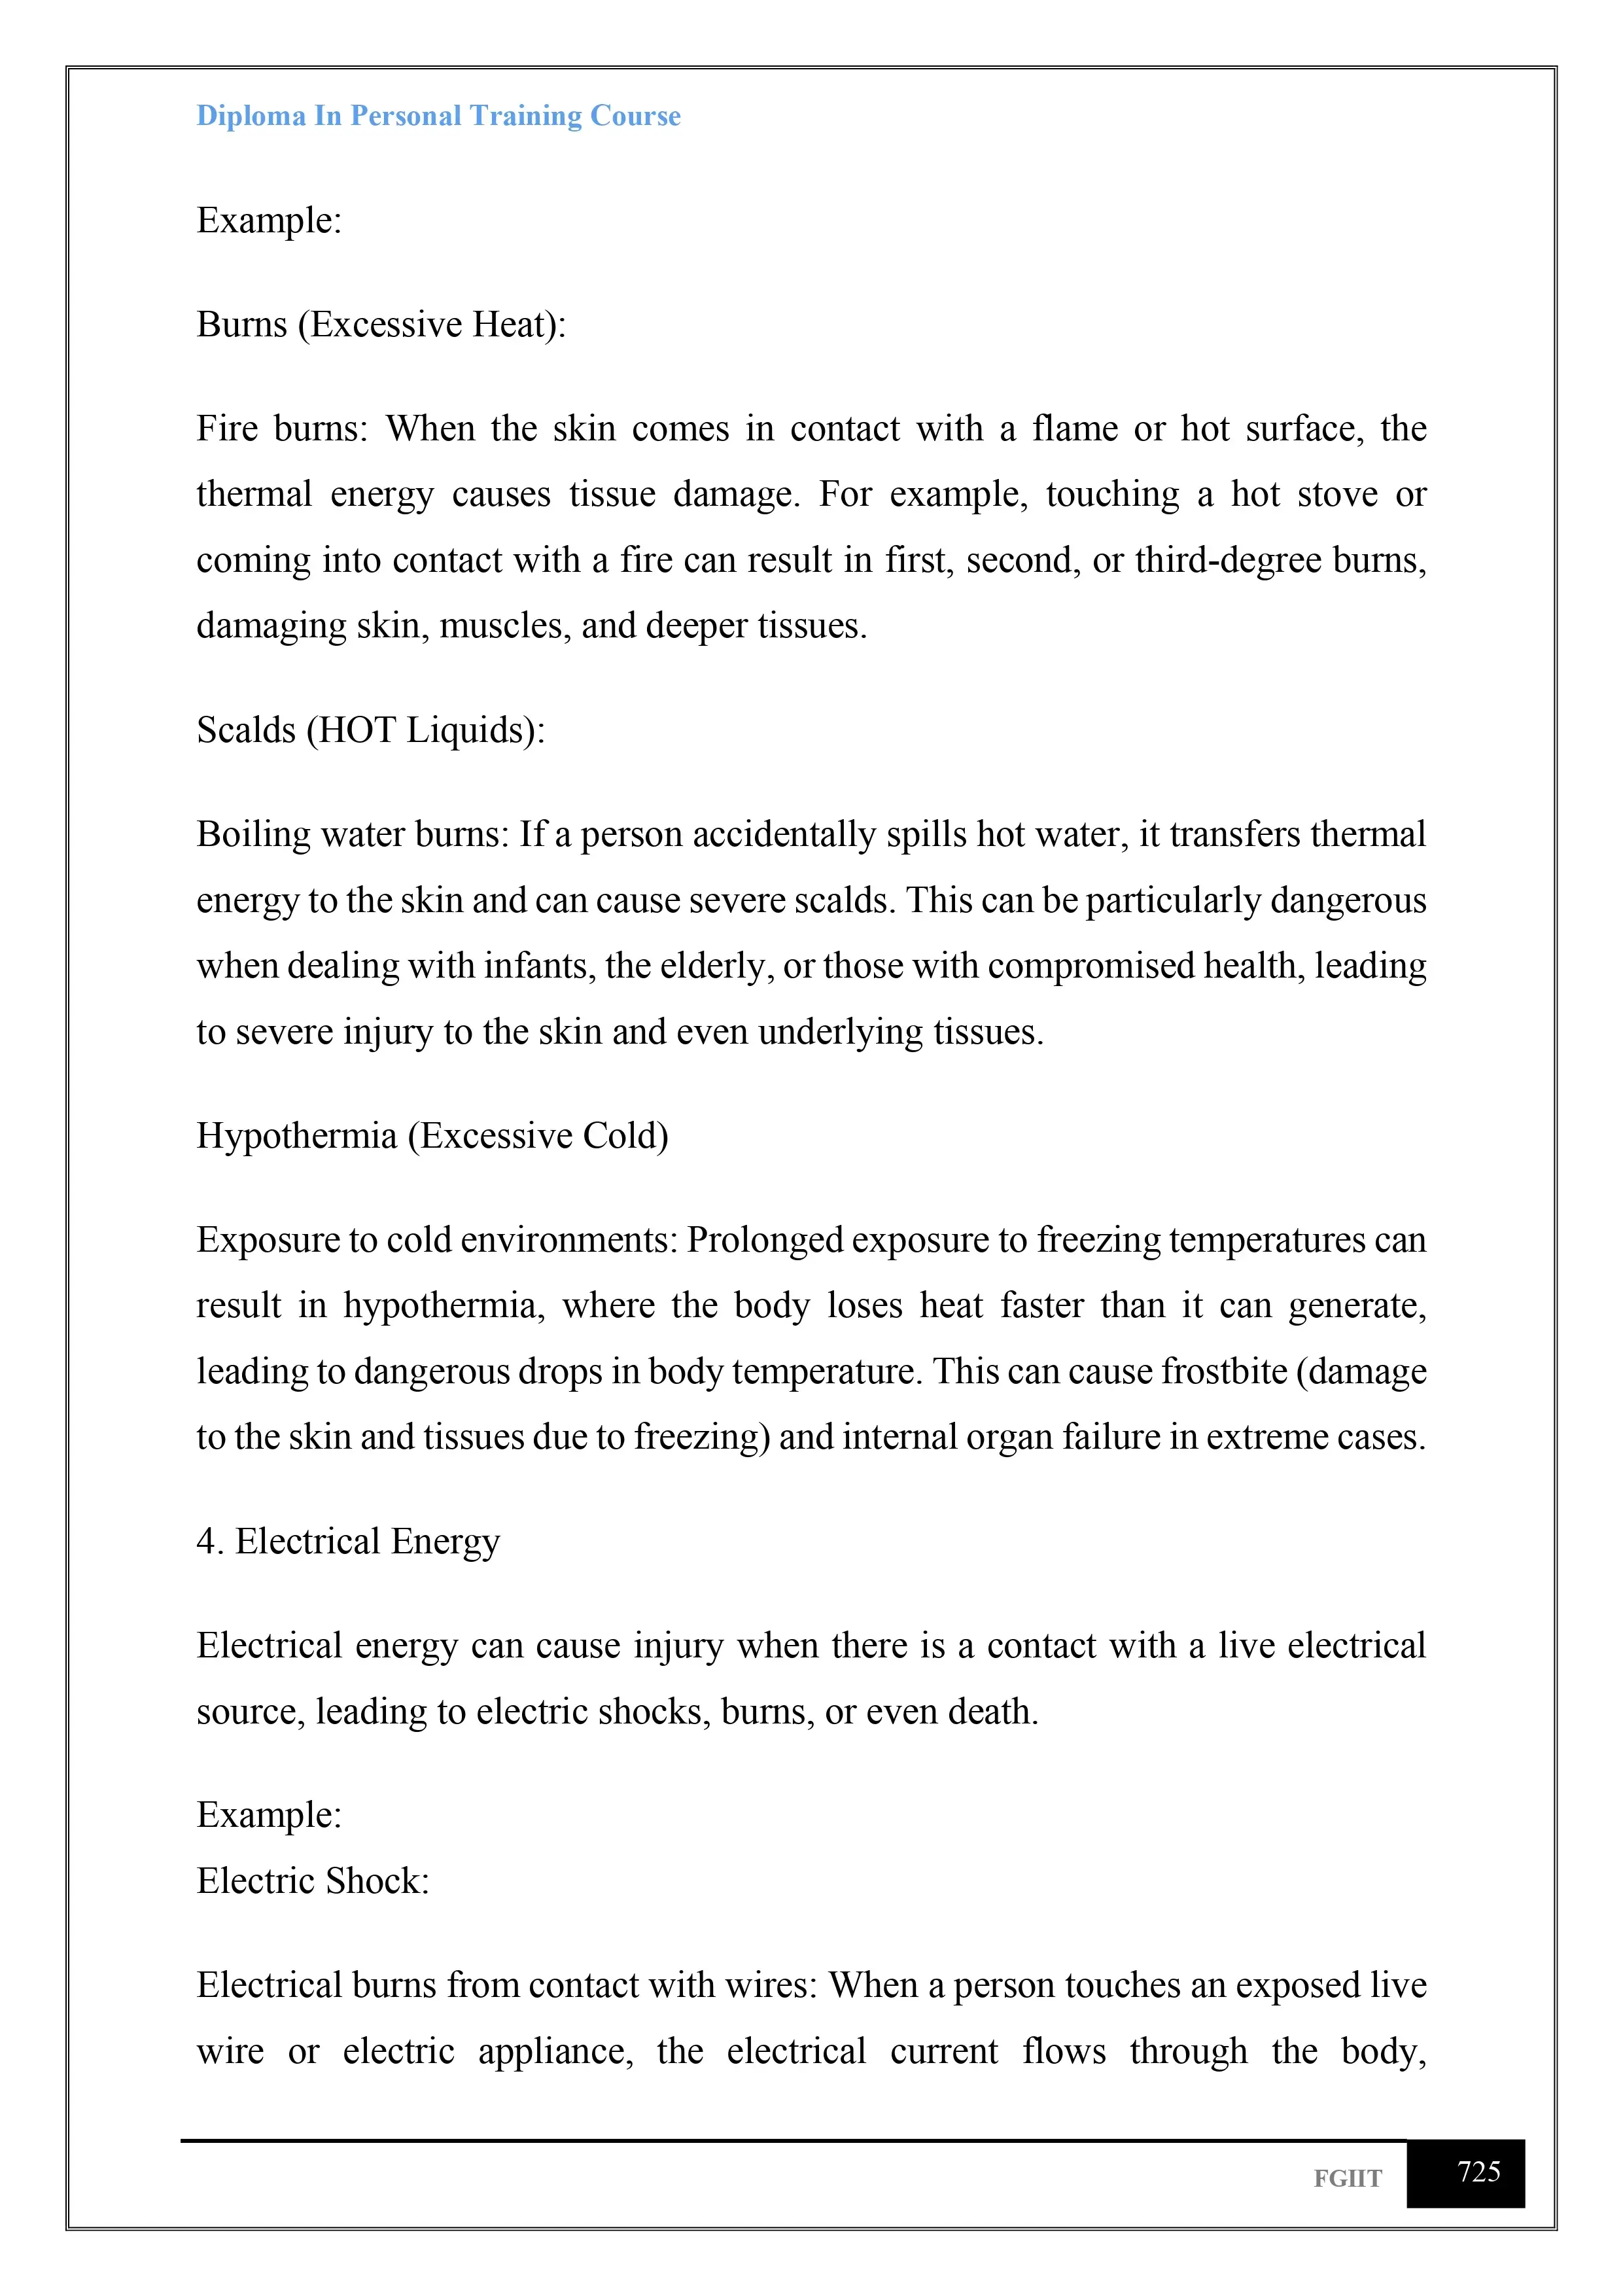 Diploma In Personal Training Course
Example:
Burns (Excessive Heat):
Fire burns: When the skin comes in contact with a flame or hot surface, the
thermal energy causes tissue damage. For example, touching a hot stove or
coming into contact with a fire can result in first, second, or third-degree burns,
damaging skin, muscles, and deeper tissues.
Scalds (HOT Liquids):
Boiling water burns: If a person accidentally spills hot water, it transfers thermal
energy to the skin and can cause severe scalds. This can be particularly dangerous
when dealing with infants, the elderly, or those with compromised health, leading
to severe injury to the skin and even underlying tissues.
Hypothermia (Excessive Cold)
Exposure to cold environments: Prolonged exposure to freezing temperatures can
result in hypothermia, where the body loses heat faster than it can generate,
leading to dangerous drops in body temperature. This can cause frostbite (damage
to the skin and tissues due to freezing) and internal organ failure in extreme cases.
4. Electrical Energy
Electrical energy can cause injury when there is a contact with a live electrical
source, leading to electric shocks, burns, or even death.
Example:
Electric Shock:
Electrical burns from contact with wires: When a person touches an exposed live
wire or electric appliance, the electrical current flows through the body,
FGIIT 725